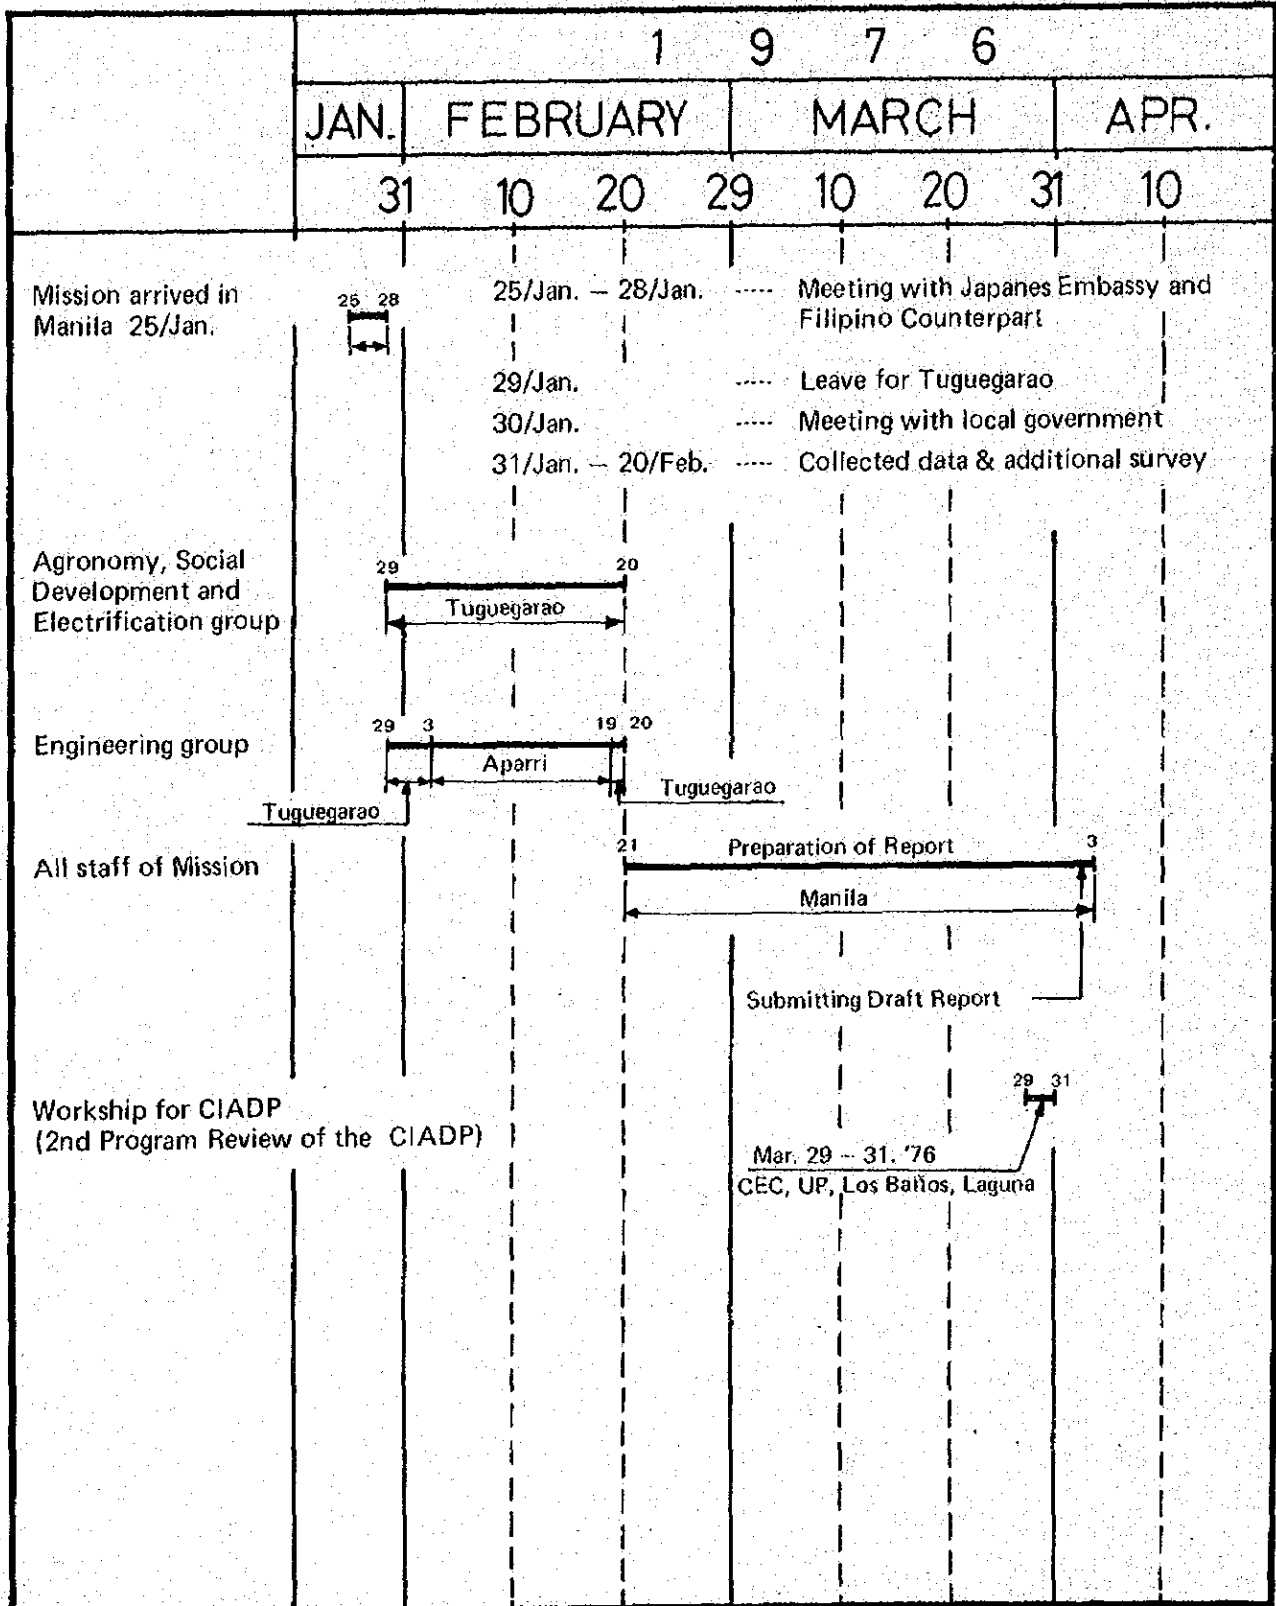 1 9 7 6
JAN. FEBRUARY MARCH APR.
31 10 20 29 10 20 31 10
Mission arrived in
Manila 25/Jan.
25 28
25/Jan. – 28/Jan. ----- Meeting with Japanes Embassy and
Filipino Counterpart
29/Jan. ----- Leave for Tuguegarao
30/Jan. ----- Meeting with local government
31/Jan. – 20/Feb. ----- Collected data & additional survey
Agronomy, Social
Development and
Electrification group
29 20
Tuguegarao
Engineering group
29 3 19 20
Aparri
Tuguegarao
Tuguegarao
All staff of Mission
21 Preparation of Report 3
Manila
Submitting Draft Report
Workship for CIADP
(2nd Program Review of the CIADP)
29 31
Mar. 29 – 31. '76
CEC, UP, Los Baños, Laguna